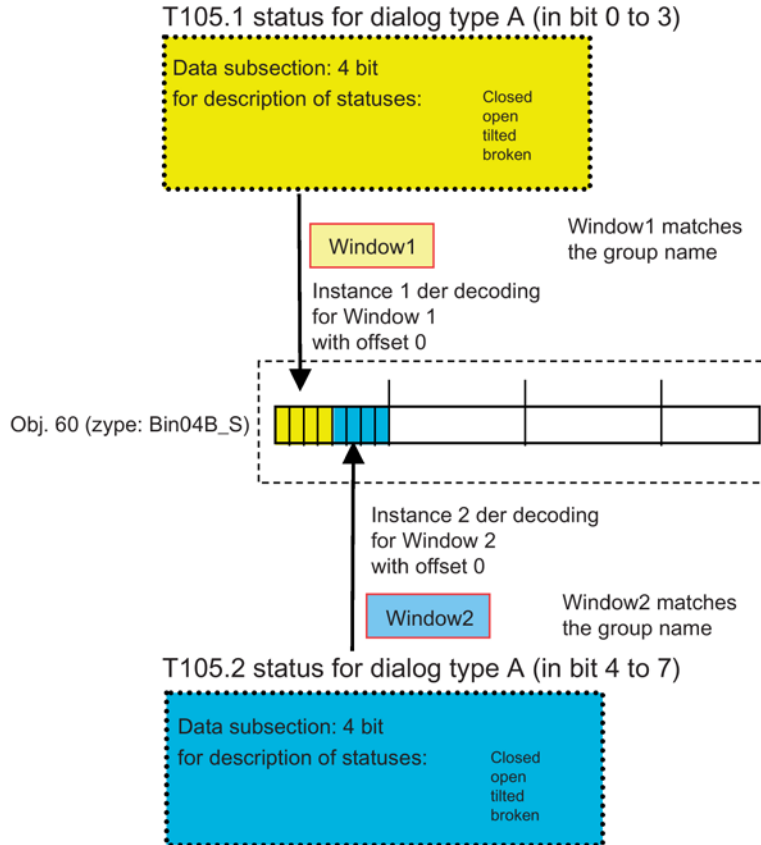 T105.1 status for dialog type A (in bit 0 to 3)
Data subsection: 4 bit
for description of statuses:
Closed
open
tilted
broken
Window1
Window1 matches
the group name
Instance 1 der decoding
for Window 1
with offset 0
Obj. 60 (zype: Bin04B_S)
Instance 2 der decoding
for Window 2
with offset 0
Window2
Window2 matches
the group name
T105.2 status for dialog type A (in bit 4 to 7)
Data subsection: 4 bit
for description of statuses:
Closed
open
tilted
broken